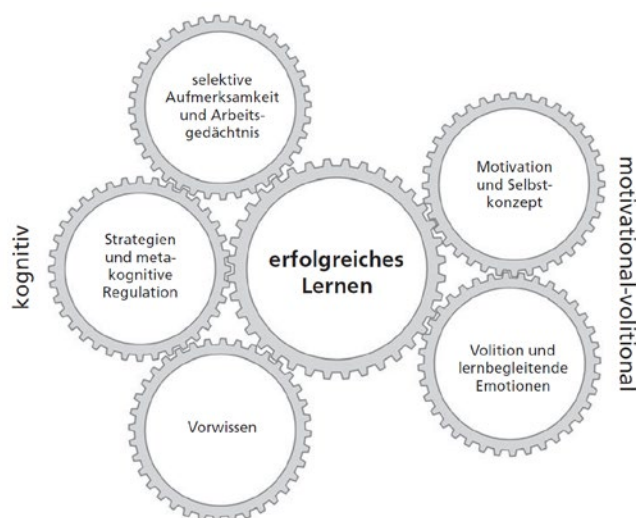 selektive
Aufmerksamkeit
und Arbeits-
gedächtnis
Motivation
und Selbst-
konzept
kognitiv
Strategien
und meta-
kognitive
Regulation
erfolgreiches
Lernen
motivational-volitional
Volition und
lernbegleitende
Emotionen
Vorwissen